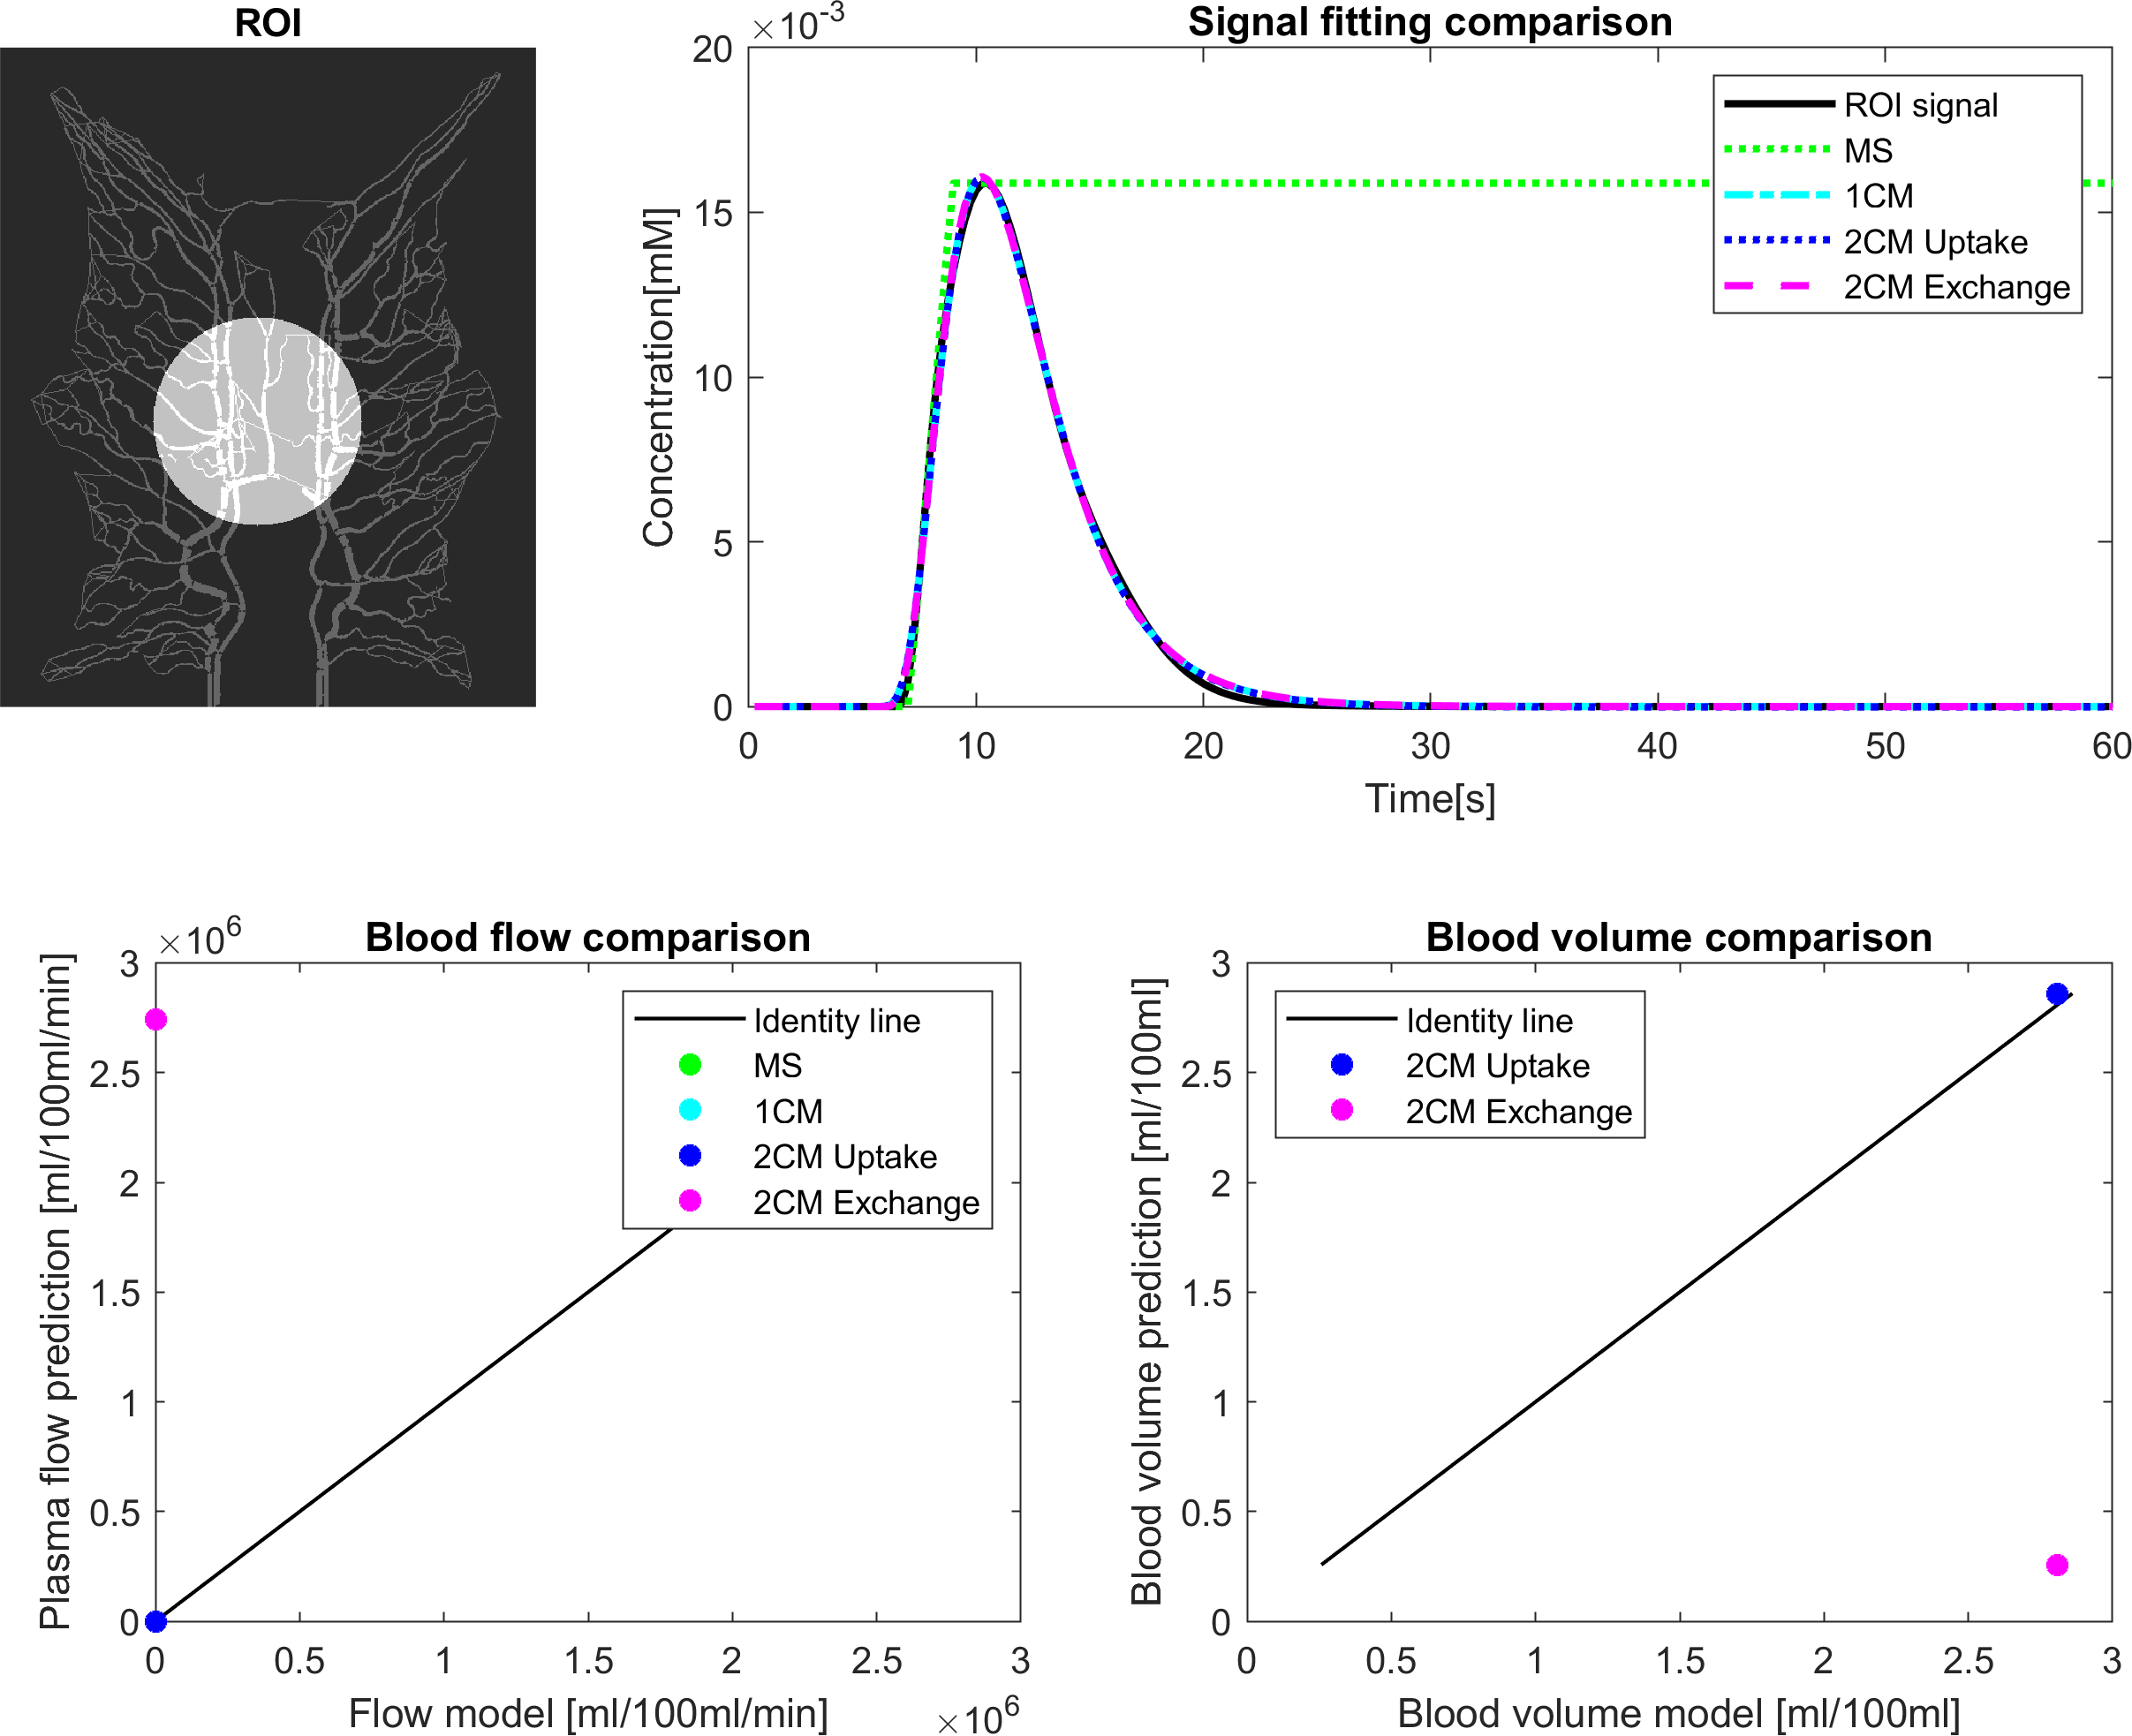 ROI
Signal fitting comparison
×10-3
20
15
10
5
0
Concentration[mM]
0 10 20 30 40 50 60
Time[s]
ROI signal
MS
1CM
2CM Uptake
2CM Exchange
Blood flow comparison
×106
3
2.5
2
1.5
1
0.5
0
Plasma flow prediction [ml/100ml/min]
0 0.5 1 1.5 2 2.5 3
Flow model [ml/100ml/min]
×106
Identity line
MS
1CM
2CM Uptake
2CM Exchange
Blood volume comparison
3
2.5
2
1.5
1
0.5
0
Blood volume prediction [ml/100ml]
0 0.5 1 1.5 2 2.5 3
Blood volume model [ml/100ml]
Identity line
2CM Uptake
2CM Exchange